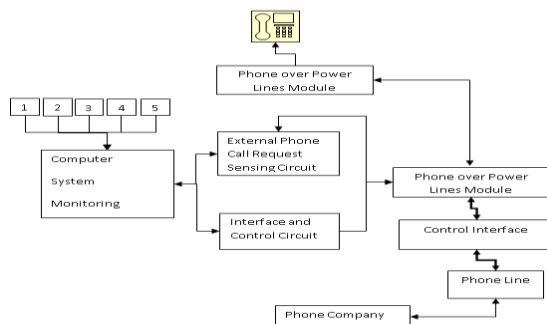 Phone over Power
Lines Module
1 2 3 4 5
Computer
System
Monitoring
External Phone
Call Request
Sensing Circuit
Interface and
Control Circuit
Phone over Power
Lines Module
Control Interface
Phone Line
Phone Company